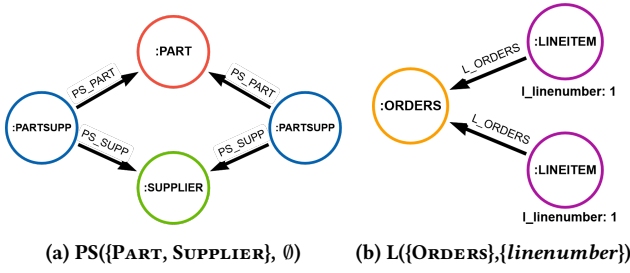 :PART
PS_PART
PS_PART
:PARTSUPP
:PARTSUPP
PS_SUPP
PS_SUPP
:SUPPLIER
(a) PS({PART, SUPPLIER}, ∅)
:LINEITEM
L_ORDERS
l_linenumber: 1
:ORDERS
L_ORDERS
:LINEITEM
l_linenumber: 1
(b) L({ORDERS},{linenumber})